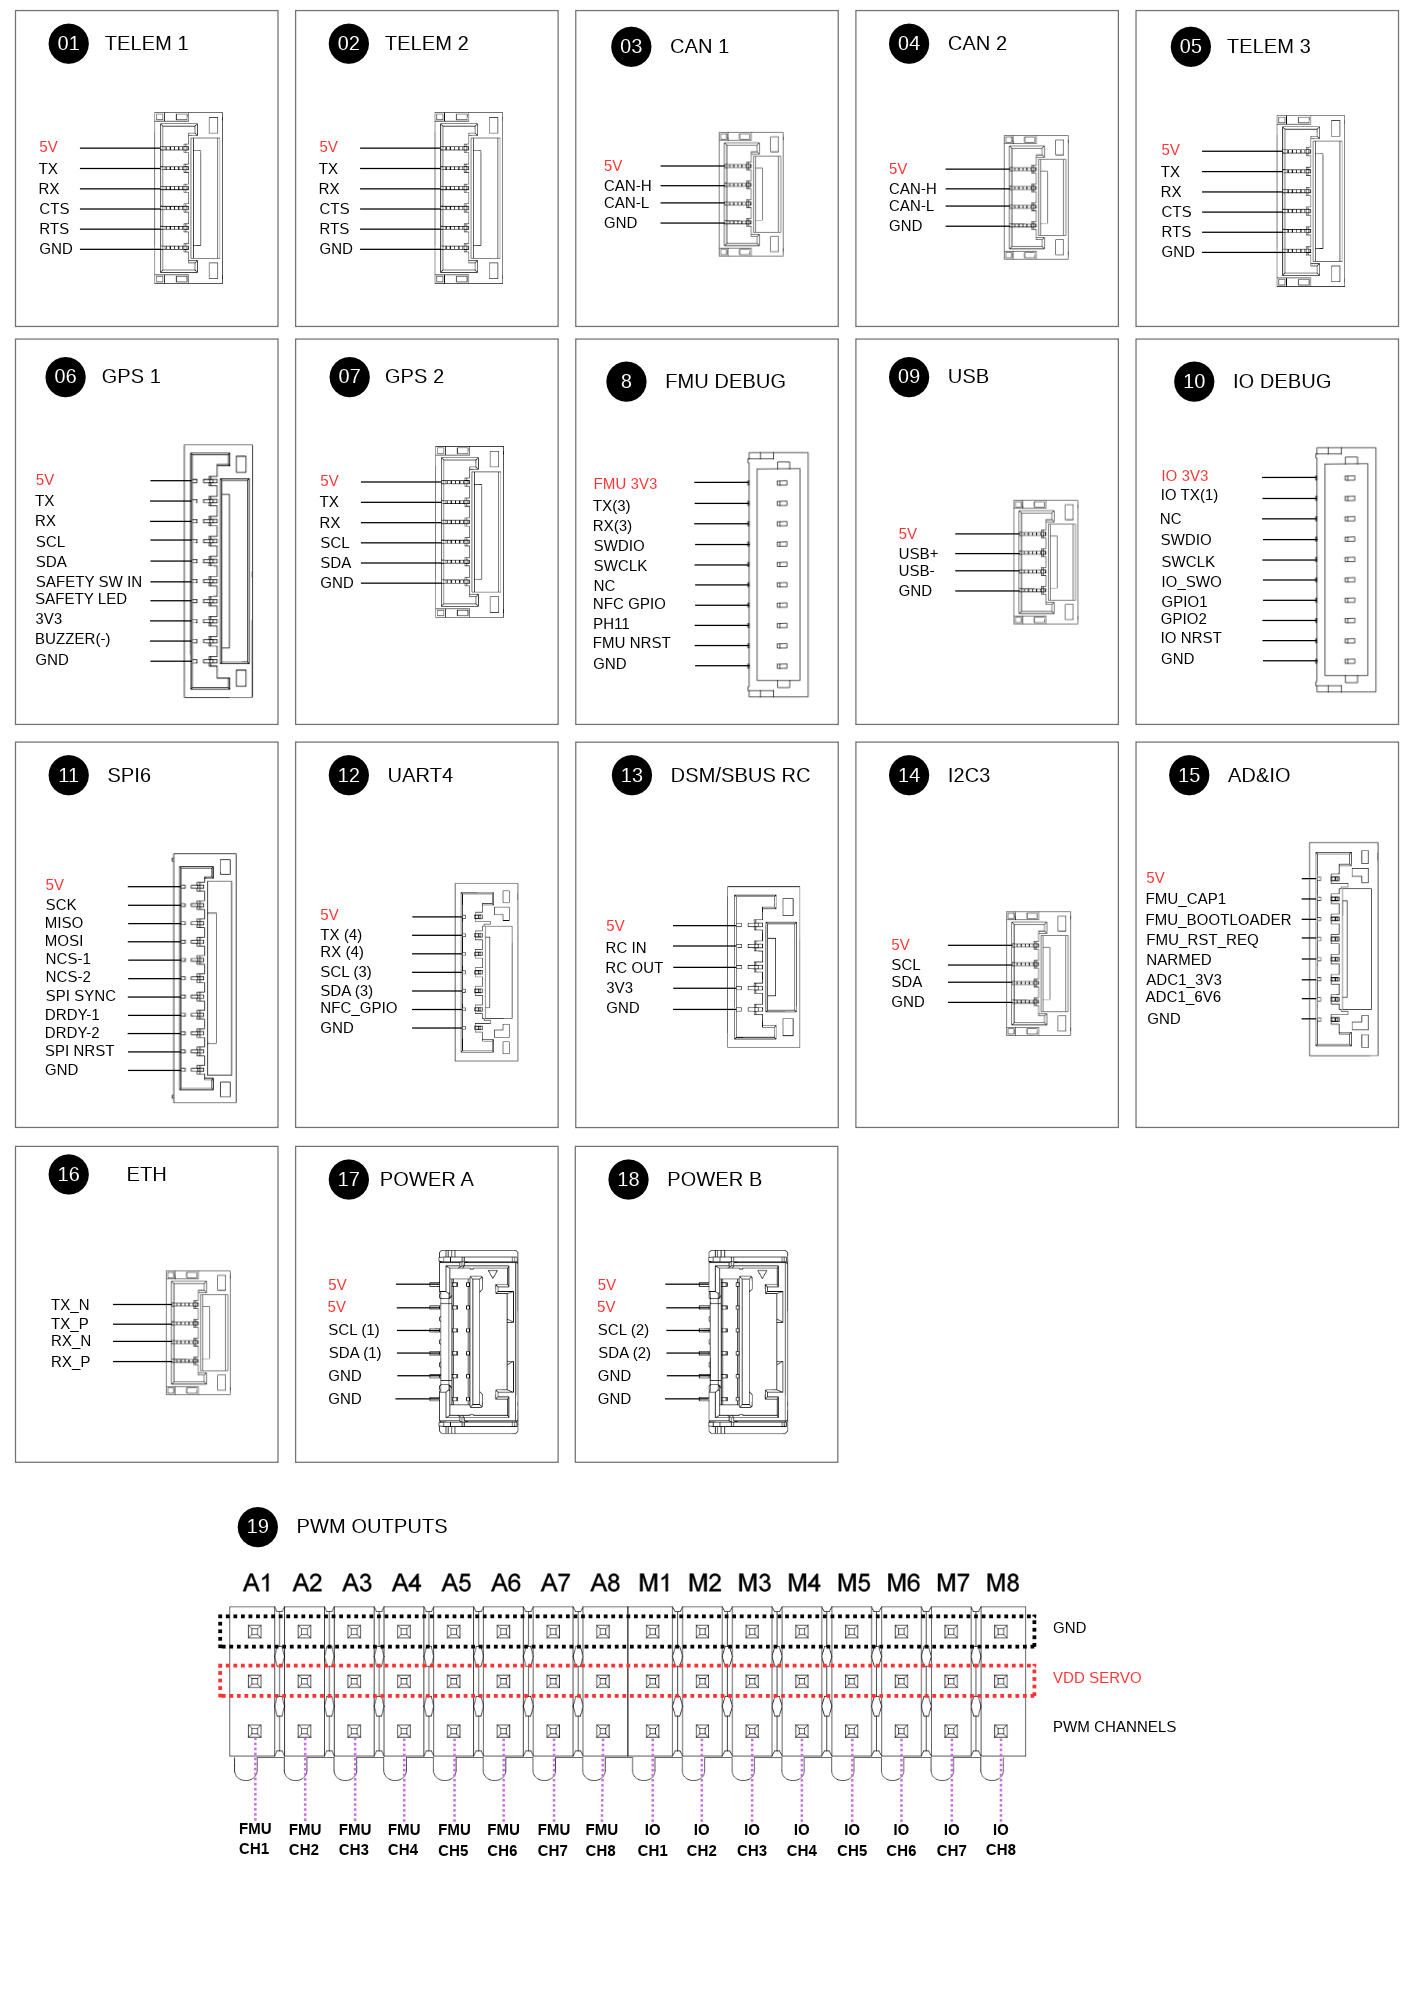 01 TELEM 1
5V
TX
RX
CTS
RTS
GND
02 TELEM 2
5V
TX
RX
CTS
RTS
GND
03 CAN 1
5V
CAN-H
CAN-L
GND
04 CAN 2
5V
CAN-H
CAN-L
GND
05 TELEM 3
5V
TX
RX
CTS
RTS
GND
06 GPS 1
5V
TX
RX
SCL
SDA
SAFETY SW IN
SAFETY LED
3V3
BUZZER(-)
GND
07 GPS 2
5V
TX
RX
SCL
SDA
GND
8 FMU DEBUG
FMU 3V3
TX(3)
RX(3)
SWDIO
SWCLK
NC
NFC GPIO
PH11
FMU NRST
GND
09 USB
5V
USB+
USB-
GND
10 IO DEBUG
IO 3V3
IO TX(1)
NC
SWDIO
SWCLK
IO_SWO
GPIO1
GPIO2
IO NRST
GND
11 SPI6
5V
SCK
MISO
MOSI
NCS-1
NCS-2
SPI SYNC
DRDY-1
DRDY-2
SPI NRST
GND
12 UART4
5V
TX (4)
RX (4)
SCL (3)
SDA (3)
NFC_GPIO
GND
13 DSM/SBUS RC
5V
RC IN
RC OUT
3V3
GND
14 I2C3
5V
SCL
SDA
GND
15 AD&IO
5V
FMU_CAP1
FMU_BOOTLOADER
FMU_RST_REQ
NARMED
ADC1_3V3
ADC1_6V6
GND
16 ETH
TX_N
TX_P
RX_N
RX_P
17 POWER A
5V
5V
SCL (1)
SDA (1)
GND
GND
18 POWER B
5V
5V
SCL (2)
SDA (2)
GND
GND
19 PWM OUTPUTS
A1 A2 A3 A4 A5 A6 A7 A8 M1 M2 M3 M4 M5 M6 M7 M8
GND
VDD SERVO
PWM CHANNELS
FMU FMU FMU FMU FMU FMU FMU FMU IO IO IO IO IO IO IO IO
CH1 CH2 CH3 CH4 CH5 CH6 CH7 CH8 CH1 CH2 CH3 CH4 CH5 CH6 CH7 CH8